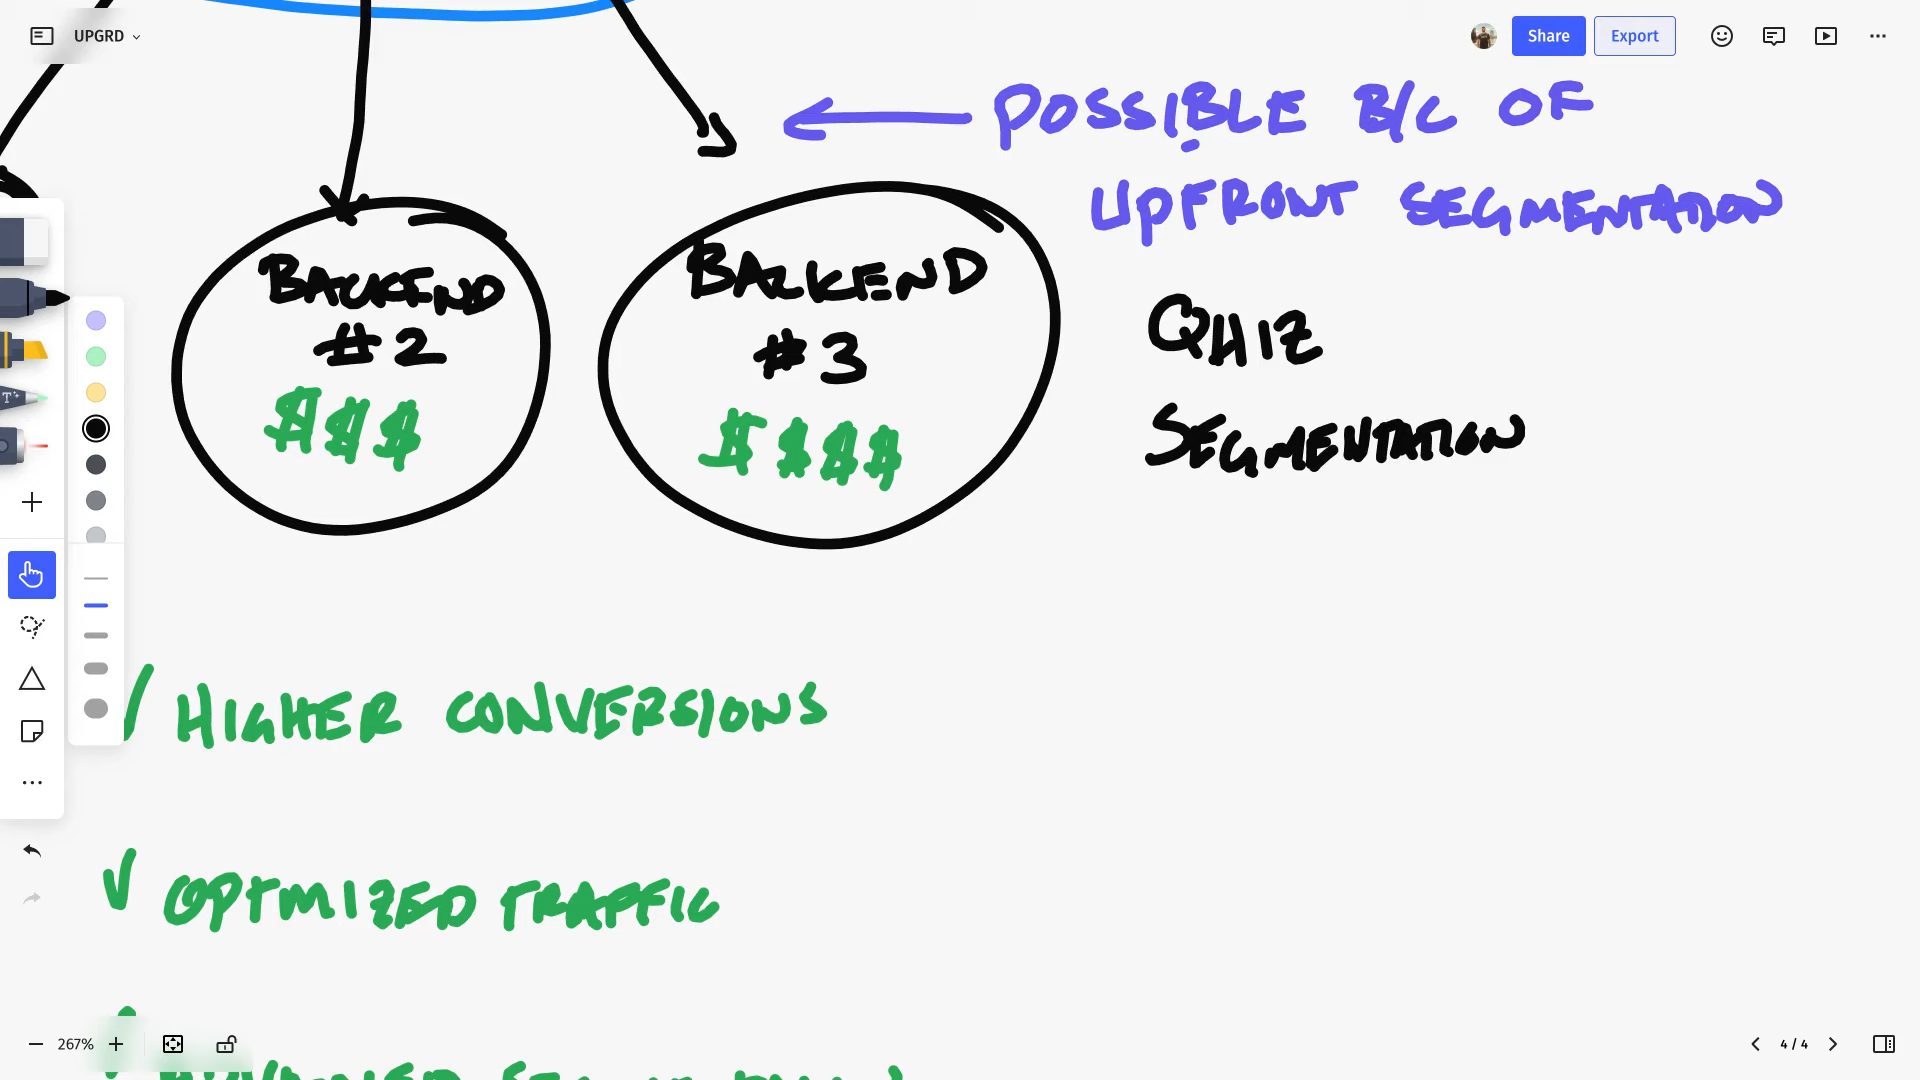 UPGRD
Share
Export
POSSIBLE B/C OF
UPFRONT SEGMENTATION
BACKEND
#2
$$$
BACKEND
#3
$$$$
QUIZ
SEGMENTATION
√ HIGHER CONVERSIONS
√ OPTMIZED TRAFFIC
267%
4 / 4